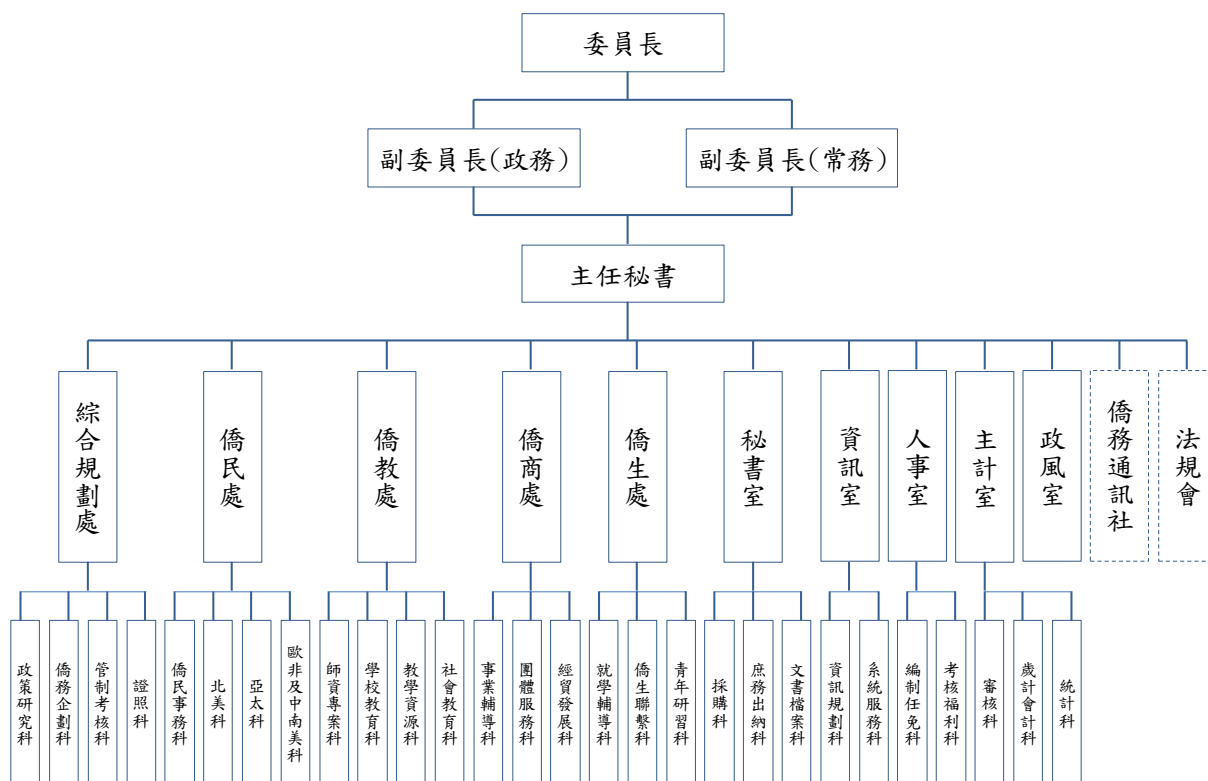 委員長
副委員長(政務)
副委員長(常務)
主任秘書
綜合規劃處
僑民處
僑教處
僑商處
僑生處
秘書室
資訊室
人事室
主計室
政風室
僑務通訊社
法規會
政策研究科
僑務企劃科
管制考核科
證照科
僑民事務科
北美科
亞太科
歐非及中南美科
師資專案科
學校教育科
教學資源科
社會教育科
事業輔導科
團體服務科
經貿發展科
就學輔導科
僑生聯繫科
青年研習科
採購科
庶務出納科
文書檔案科
資訊規劃科
系統服務科
編制任免科
考核福利科
審核科
歲計會計科
統計科